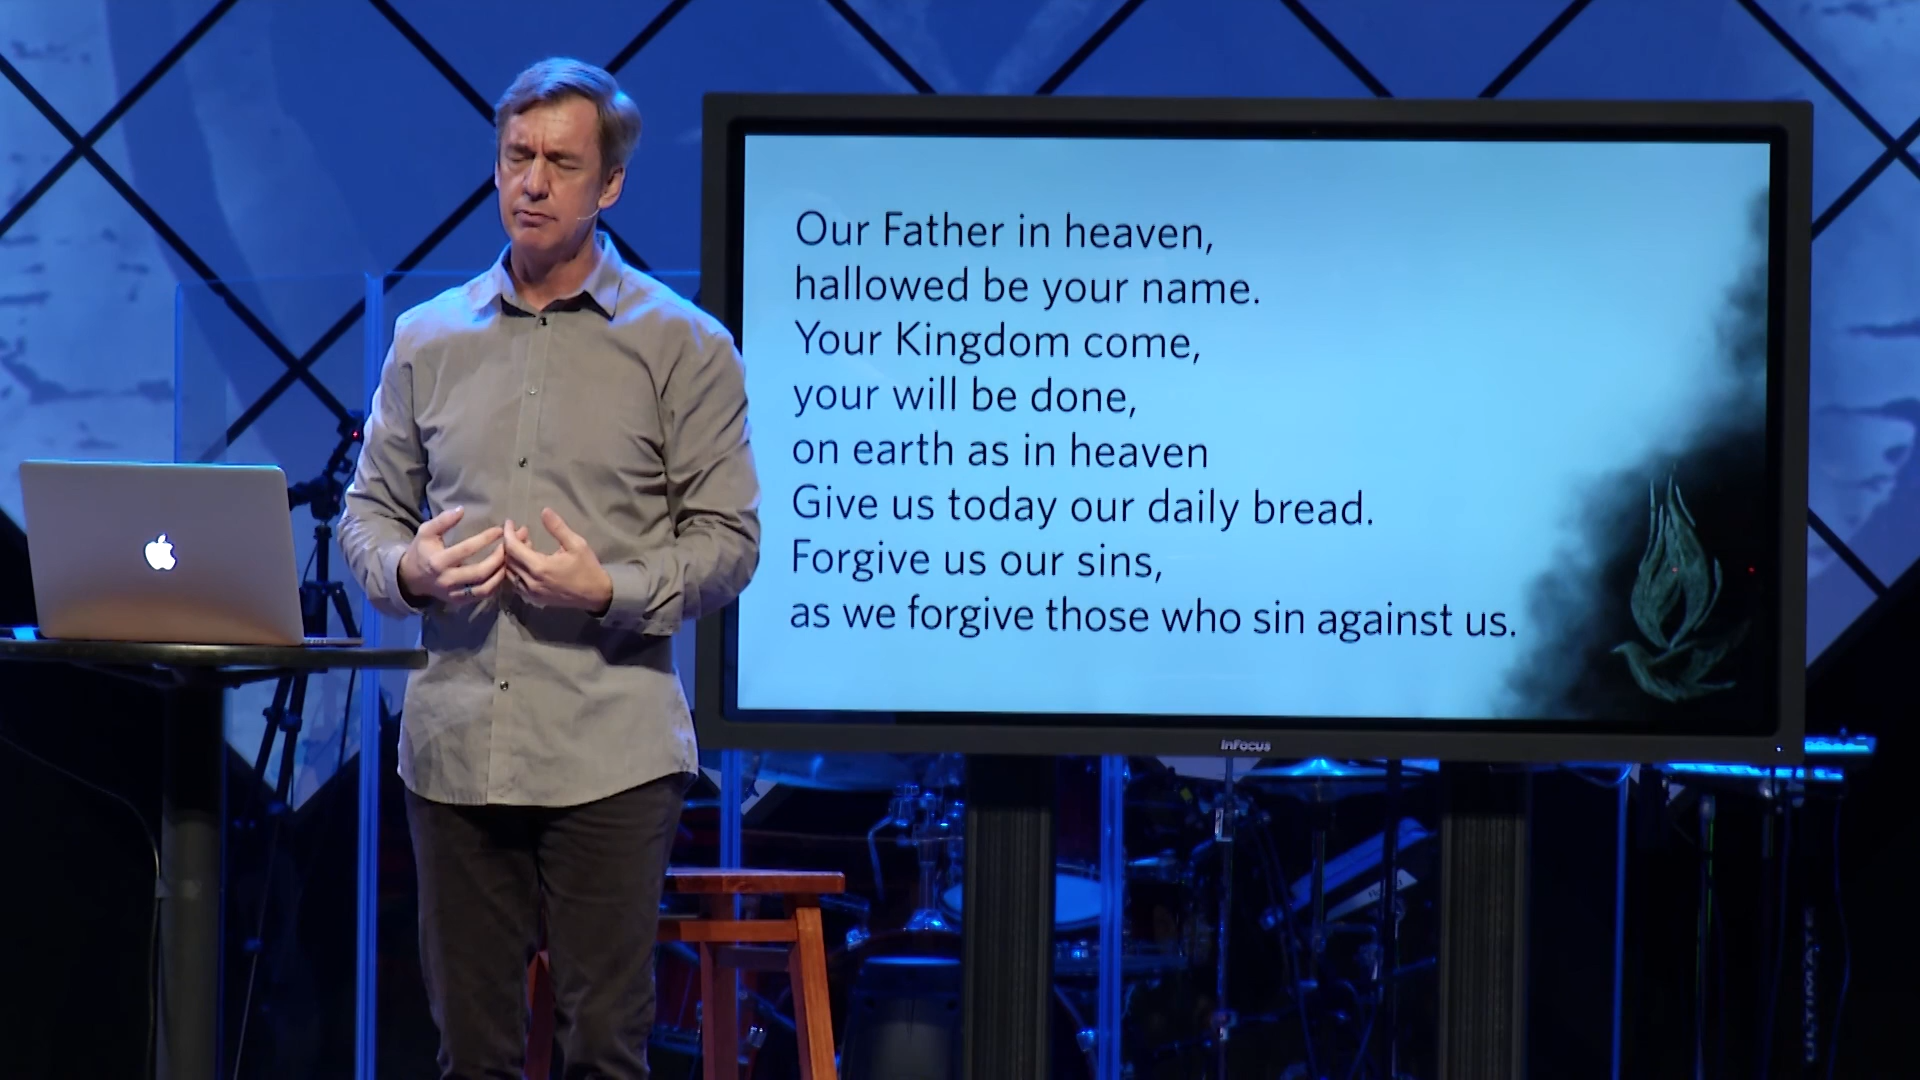 Our Father in heaven,
hallowed be your name.
Your Kingdom come,
your will be done,
on earth as in heaven
Give us today our daily bread.
Forgive us our sins,
as we forgive those who sin against us.
InFocus
ULTIMATE